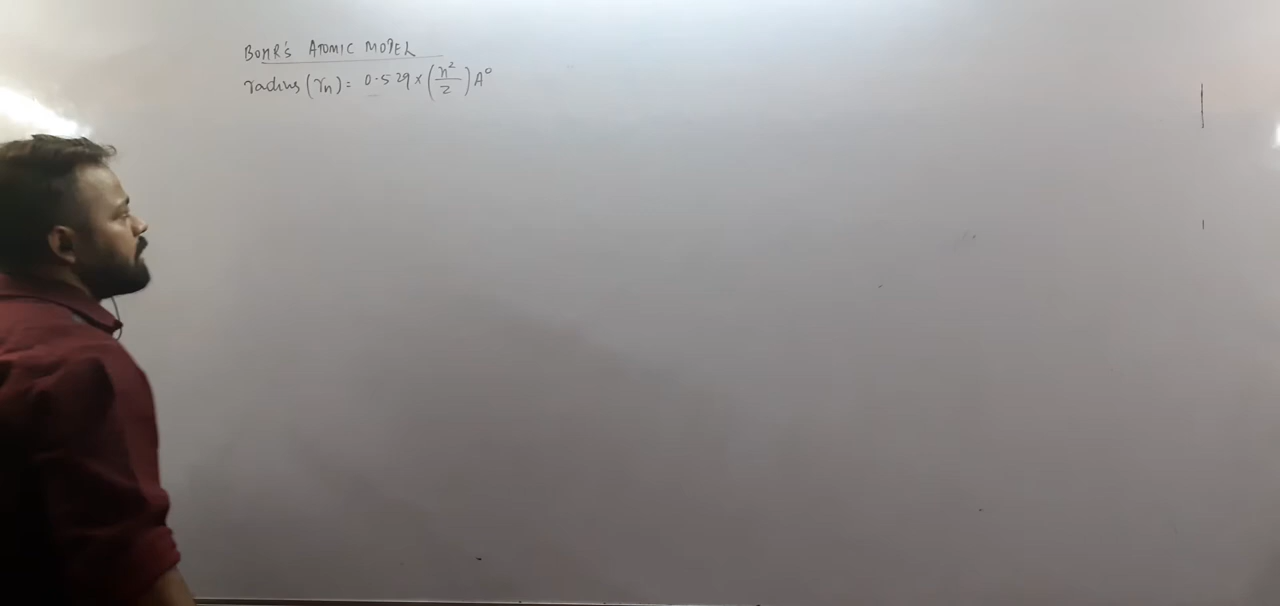 BOHR'S ATOMIC MODEL
radius (rn) = 0.529 × (n²/Z) A°